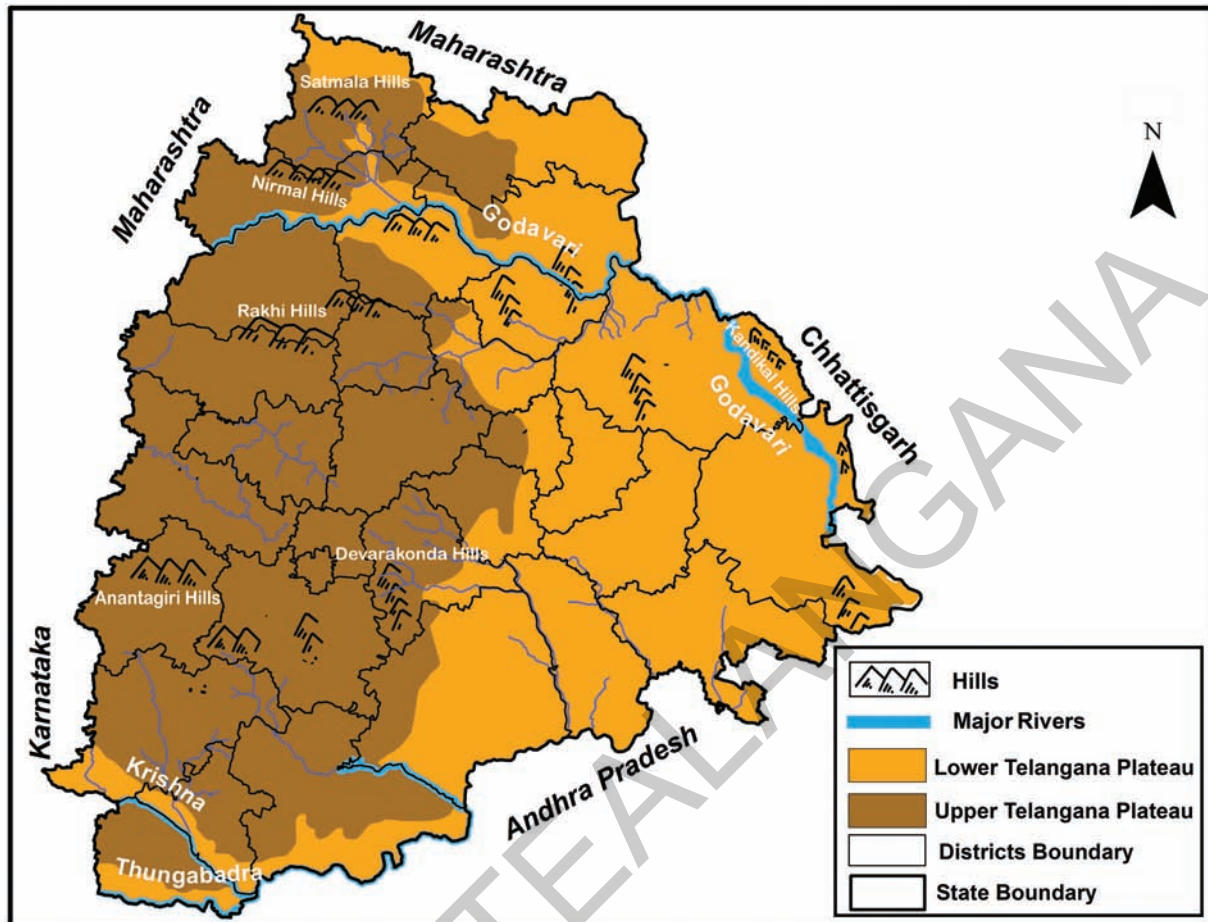 Maharashtra
Satmala Hills
Maharashtra
N
Nirmal Hills
Godavari
Rakhi Hills
Kandikal Hills
Chhattisgarh
Godavari
Devarakonda Hills
Anantagiri Hills
Karnataka
Krishna
Andhra Pradesh
Thungabadra
Hills
Major Rivers
Lower Telangana Plateau
Upper Telangana Plateau
Districts Boundary
State Boundary
TEALANGANA